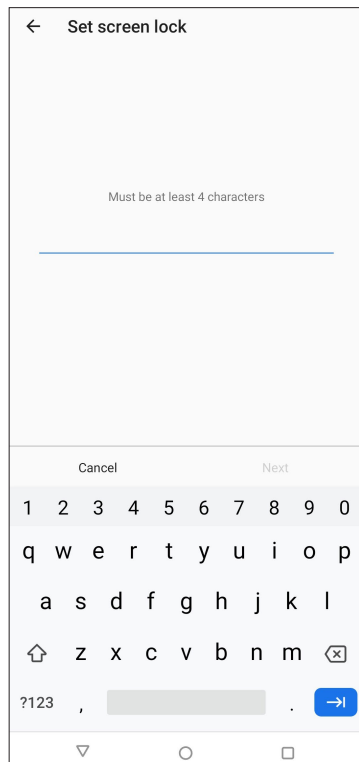 Set screen lock
Must be at least 4 characters
Cancel Next
1 2 3 4 5 6 7 8 9 0
q w e r t y u i o p
a s d f g h j k l
z x c v b n m
?123 , .